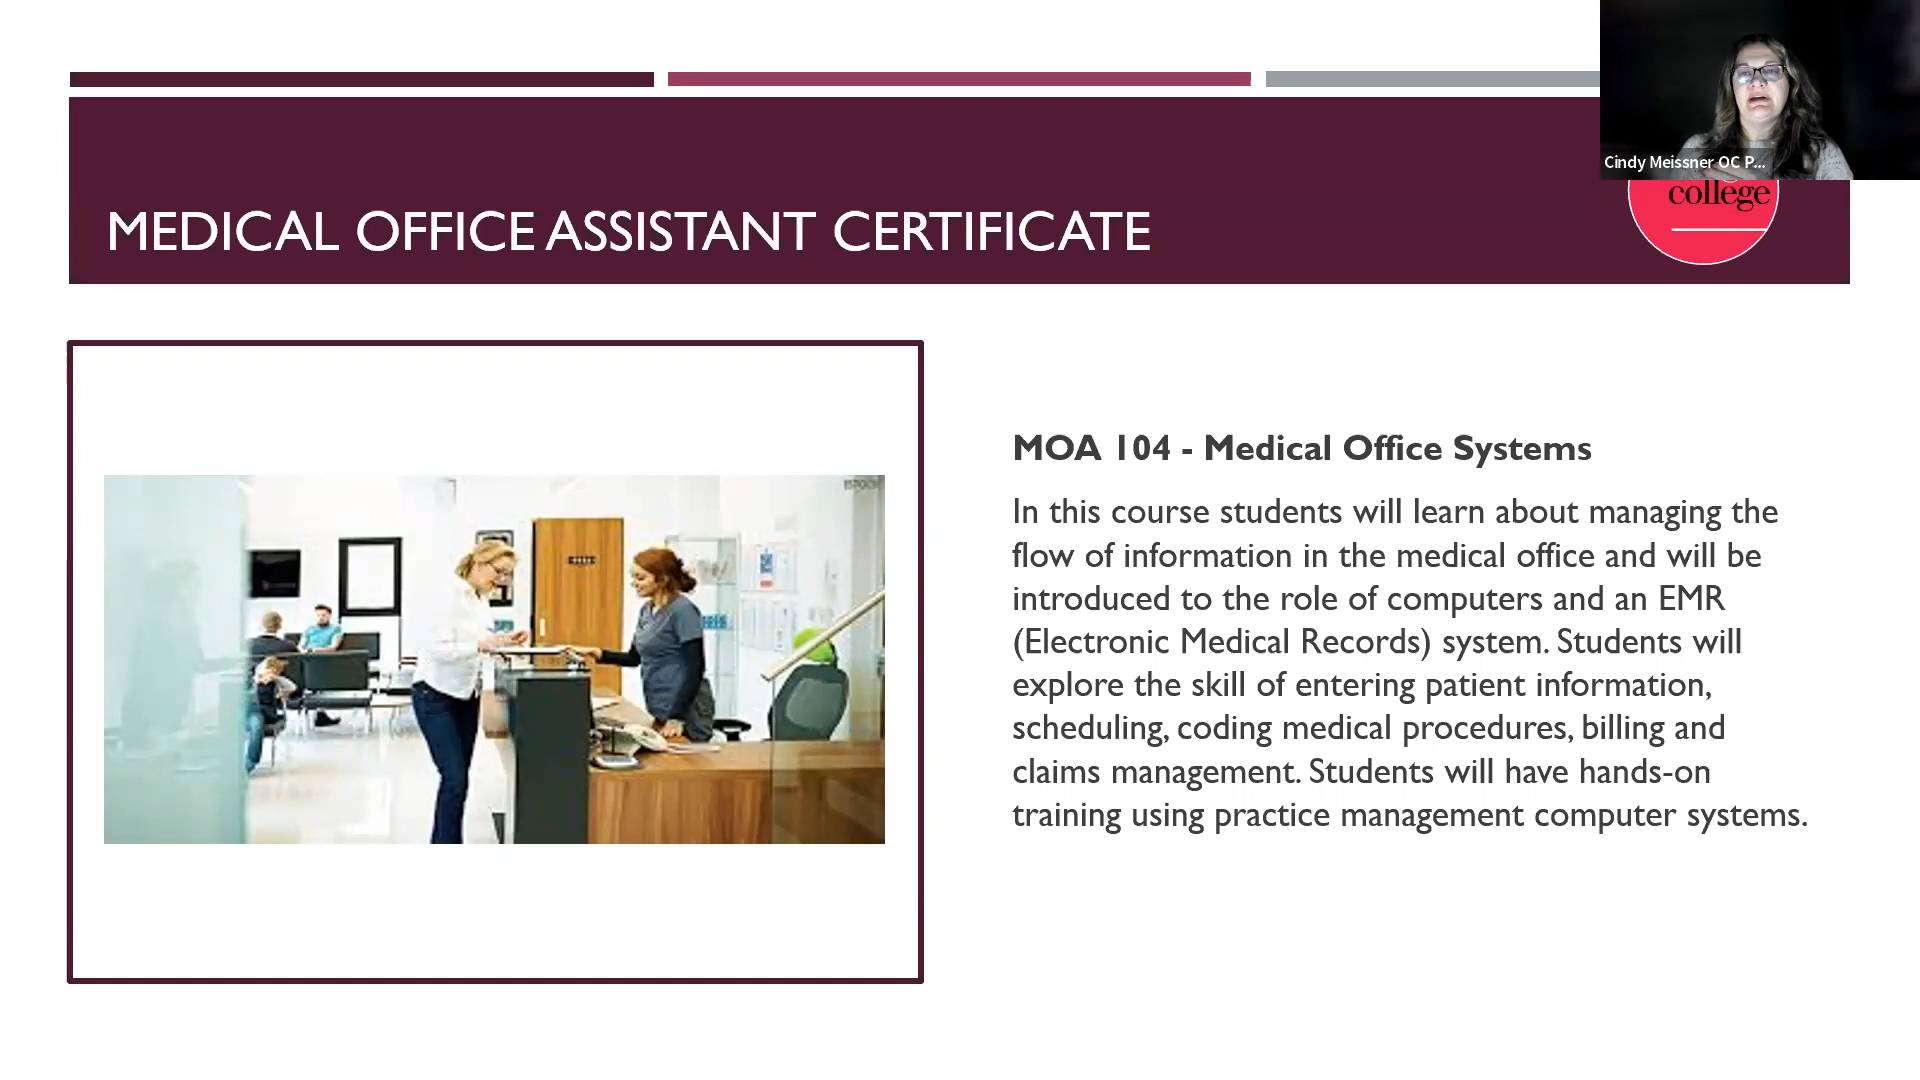 Cindy Meissner OC P...
college
MEDICAL OFFICE ASSISTANT CERTIFICATE
MOA 104 - Medical Office Systems
In this course students will learn about managing the
flow of information in the medical office and will be
introduced to the role of computers and an EMR
(Electronic Medical Records) system. Students will
explore the skill of entering patient information,
scheduling, coding medical procedures, billing and
claims management. Students will have hands-on
training using practice management computer systems.